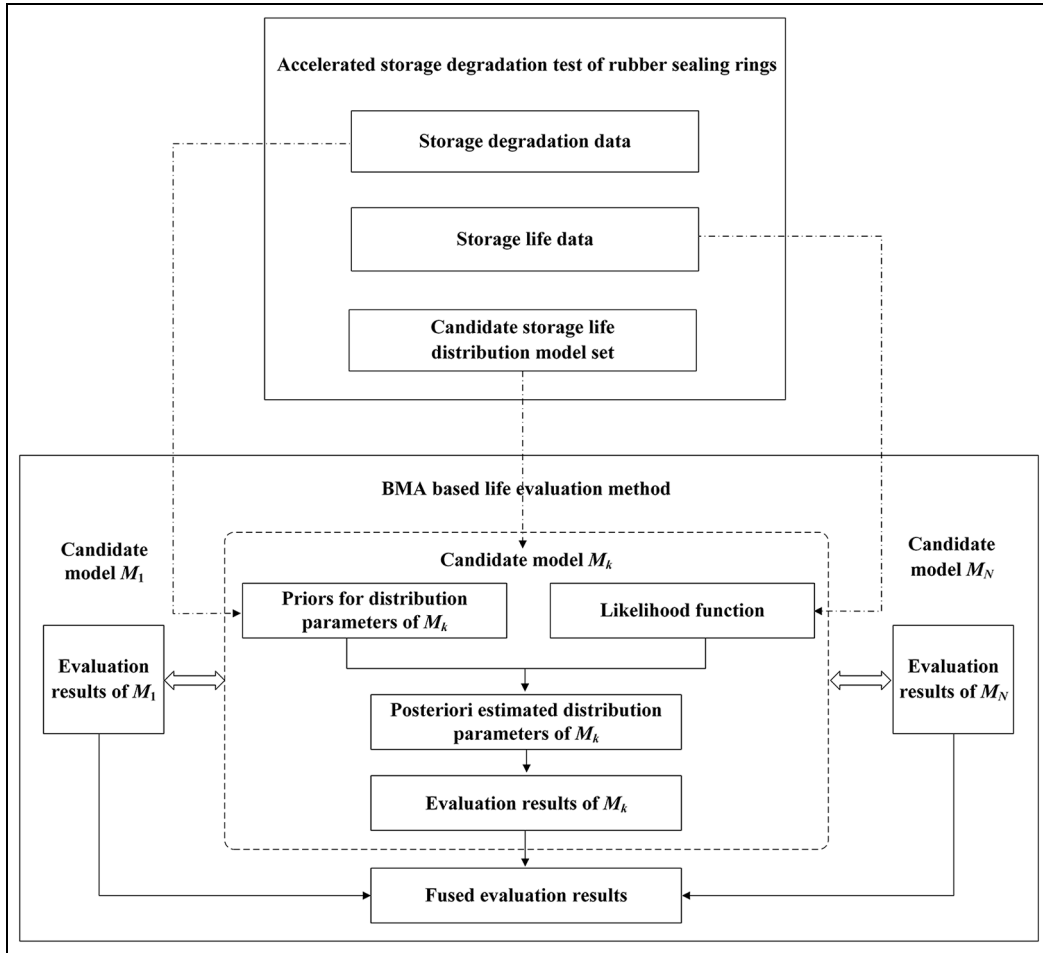 Accelerated storage degradation test of rubber sealing rings
Storage degradation data
Storage life data
Candidate storage life
distribution model set
BMA based life evaluation method
Candidate
model M1
Candidate model Mk
Candidate
model MN
Priors for distribution
parameters of Mk
Likelihood function
Evaluation
results of M1
Evaluation
results of MN
Posteriori estimated distribution
parameters of Mk
Evaluation results of Mk
Fused evaluation results